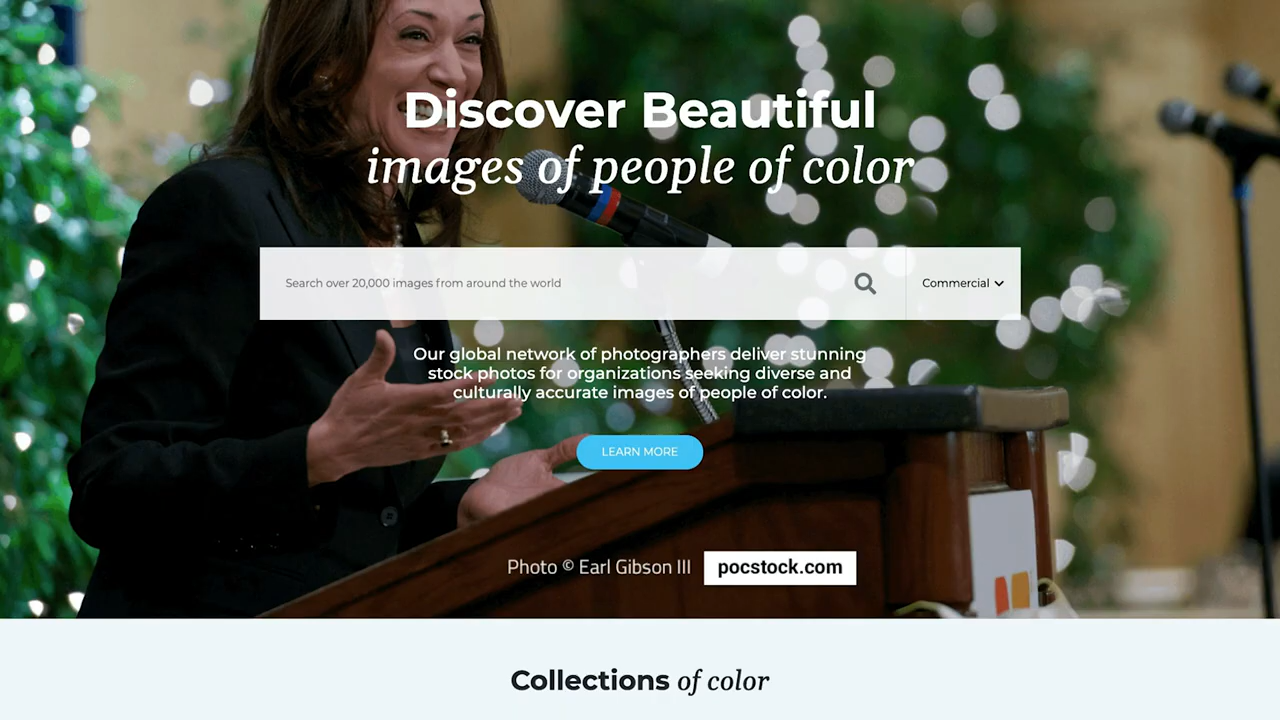 Discover Beautiful
images of people of color
Search over 20,000 images from around the world
Commercial
Our global network of photographers deliver stunning
stock photos for organizations seeking diverse and
culturally accurate images of people of color.
LEARN MORE
Photo © Earl Gibson III pocstock.com
Collections of color